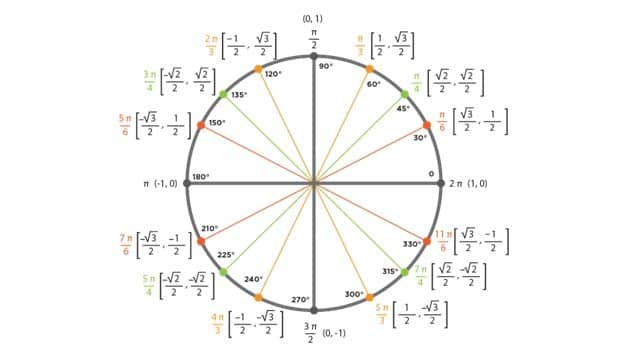 (0, 1)
π/2
90°
2π/3 [-1/2, √3/2]
120°
π/3 [1/2, √3/2]
60°
3π/4 [-√2/2, √2/2]
135°
π/4 [√2/2, √2/2]
45°
5π/6 [-√3/2, 1/2]
150°
π/6 [√3/2, 1/2]
30°
π (-1, 0)
180°
0
2π (1, 0)
7π/6 [-√3/2, -1/2]
210°
11π/6 [√3/2, -1/2]
330°
5π/4 [-√2/2, -√2/2]
225°
7π/4 [√2/2, -√2/2]
315°
4π/3 [-1/2, -√3/2]
240°
5π/3 [1/2, -√3/2]
300°
270°
3π/2 (0, -1)